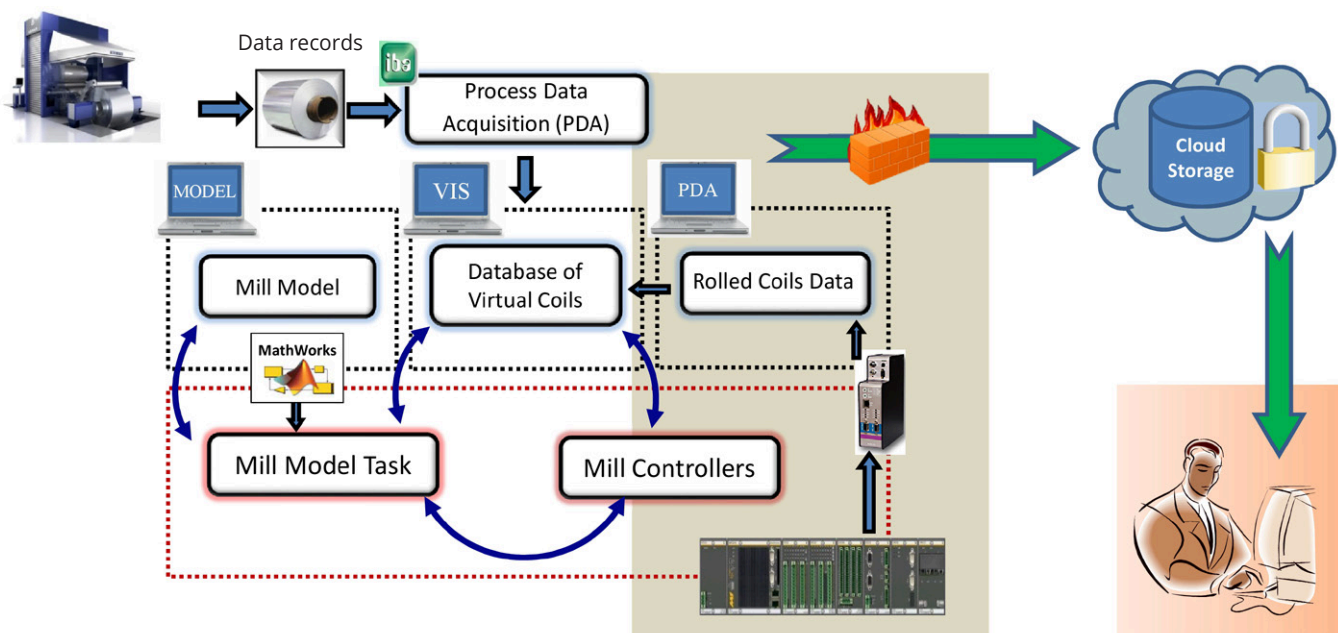 Data records
iba
Process Data
Acquisition (PDA)
MODEL
VIS
PDA
Cloud
Storage
Mill Model
Database of
Virtual Coils
Rolled Coils Data
MathWorks
Mill Model Task
Mill Controllers